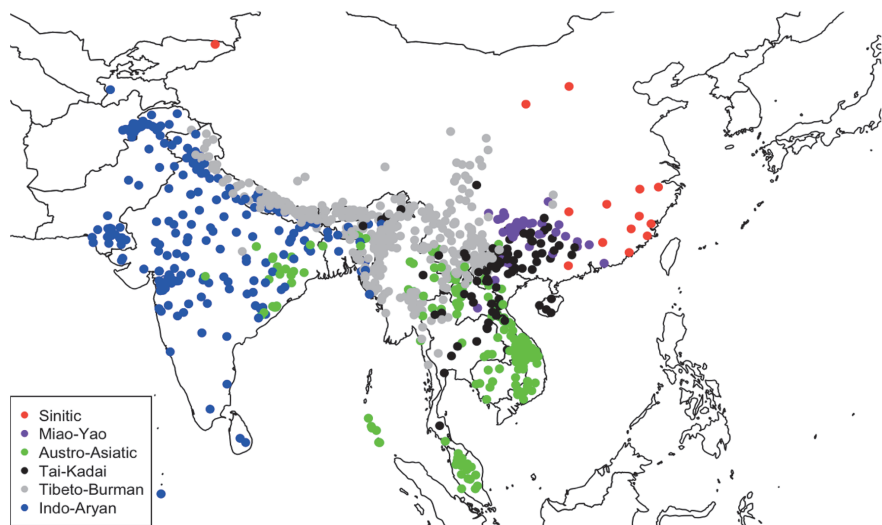 Sinitic
Miao-Yao
Austro-Asiatic
Tai-Kadai
Tibeto-Burman
Indo-Aryan